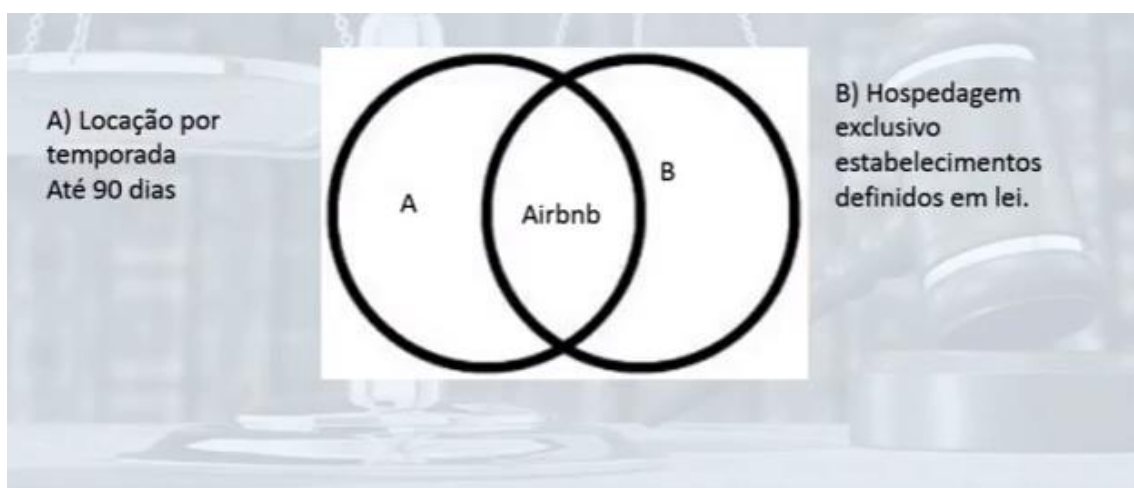 A) Locação por
temporada
Até 90 dias
A
Airbnb
B
B) Hospedagem
exclusivo
estabelecimentos
definidos em lei.